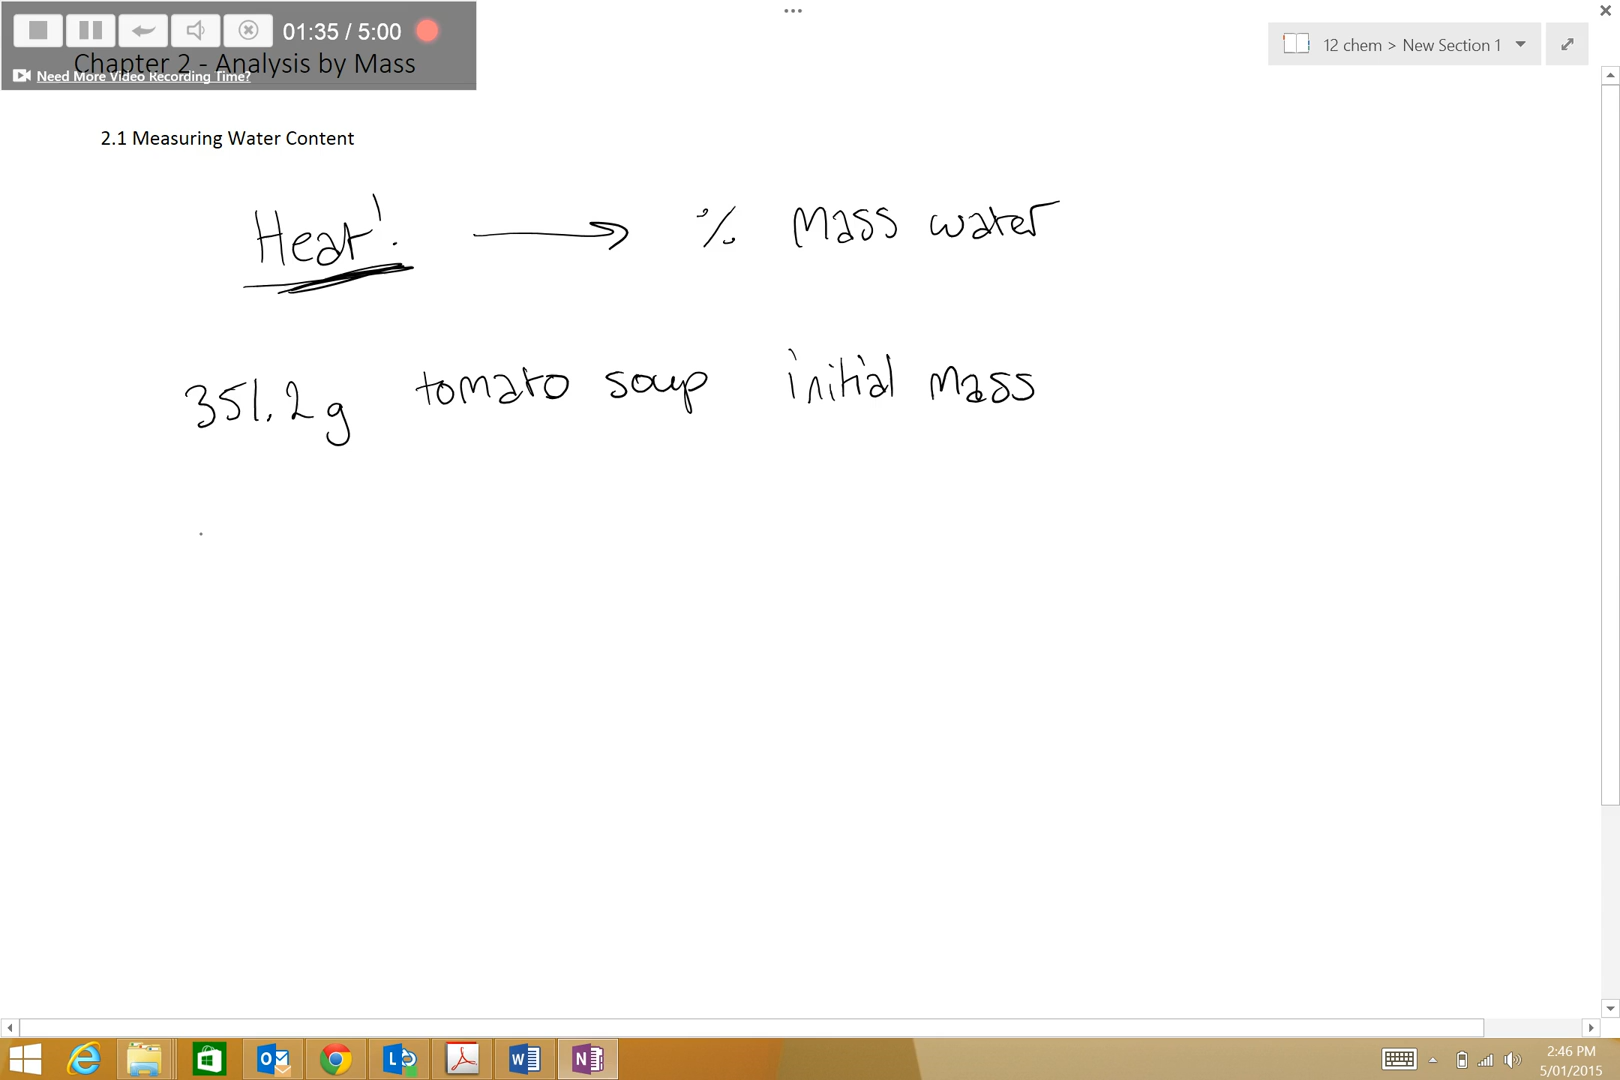 01:35 / 5:00
Chapter 2 - Analysis by Mass
Need More Video Recording Time?
12 chem > New Section 1
2.1 Measuring Water Content
Heat! → % Mass water
351.2g tomato soup initial mass
2:46 PM
5/01/2015